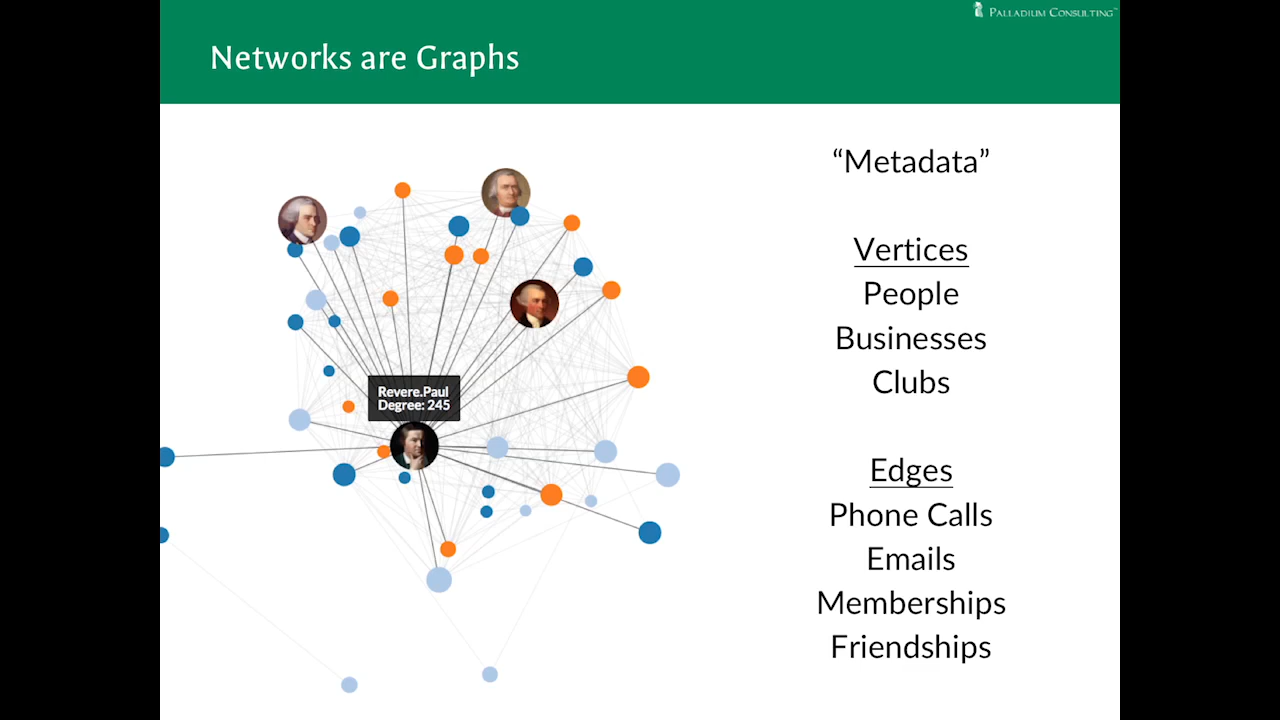 PALLADIUM CONSULTING™
Networks are Graphs
“Metadata”
Vertices
People
Businesses
Clubs
Edges
Phone Calls
Emails
Memberships
Friendships
Revere.Paul
Degree: 245